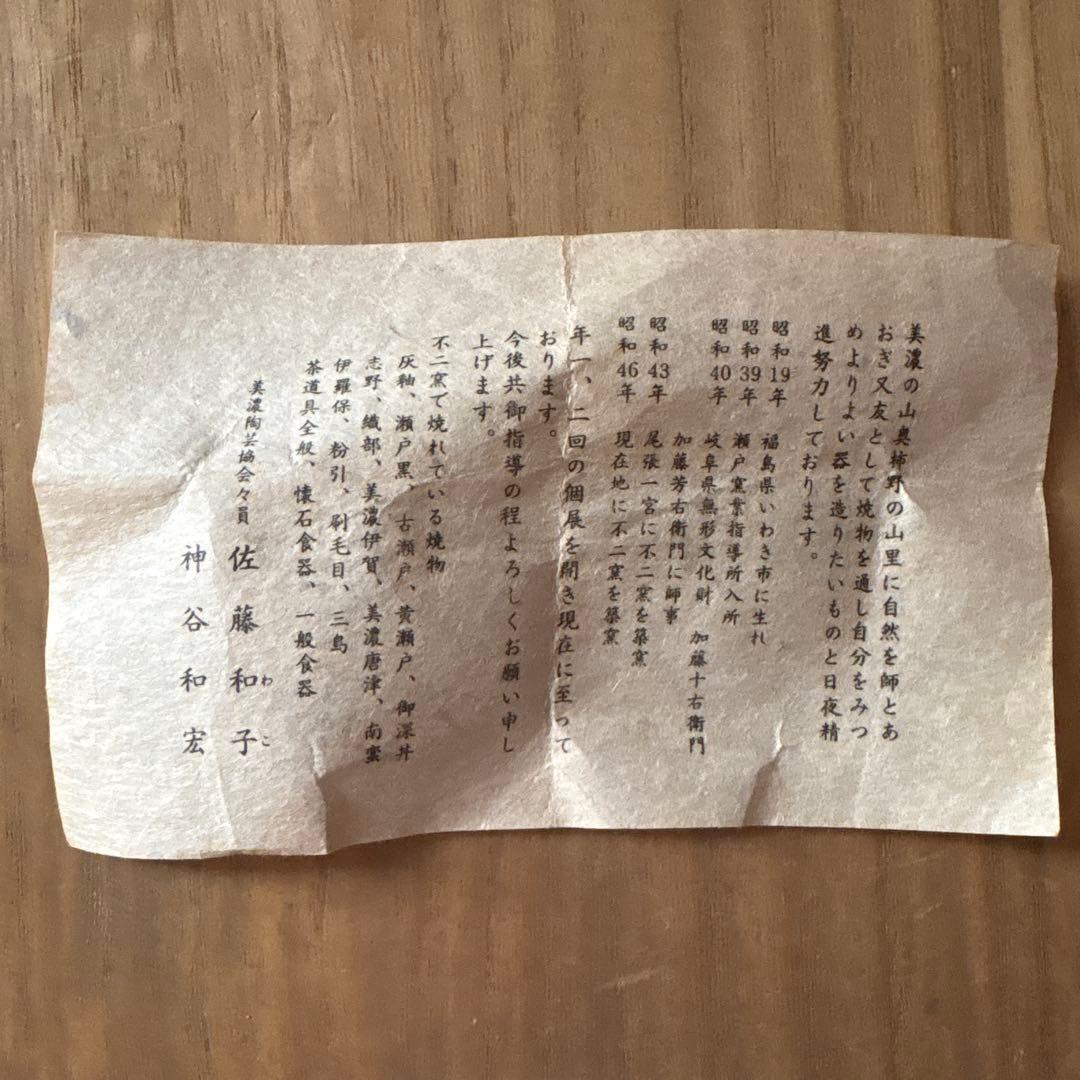 美濃の山奥柿野の山里に自然を師とあ
おぎ又友として焼物を通し自分をみつ
めよりよい器を造りたいものと日夜精
進努力しております。
昭和19年 福島県いわき市に生れ
昭和39年 瀬戸窯業指導所入所
昭和40年 岐阜県無形文化財 加藤十右衛門
加藤芳右衛門に師事
昭和43年 尾張一宮に不二窯を築窯
昭和46年 現在地に不二窯を築窯
年一、二回の個展を開き現在に至って
おります。
今後共御指導の程よろしくお願い申し
上げます。
不二窯で焼れている焼物
灰釉、瀬戸黒、古瀬戸、黄瀬戸、御深丼
志野、織部、美濃伊賀、美濃唐津、南蛮
伊羅保、粉引、刷毛目、三島
茶道具全般、懐石食器、一般食器
美濃陶芸協会々員 佐藤和子
わこ
神谷和宏